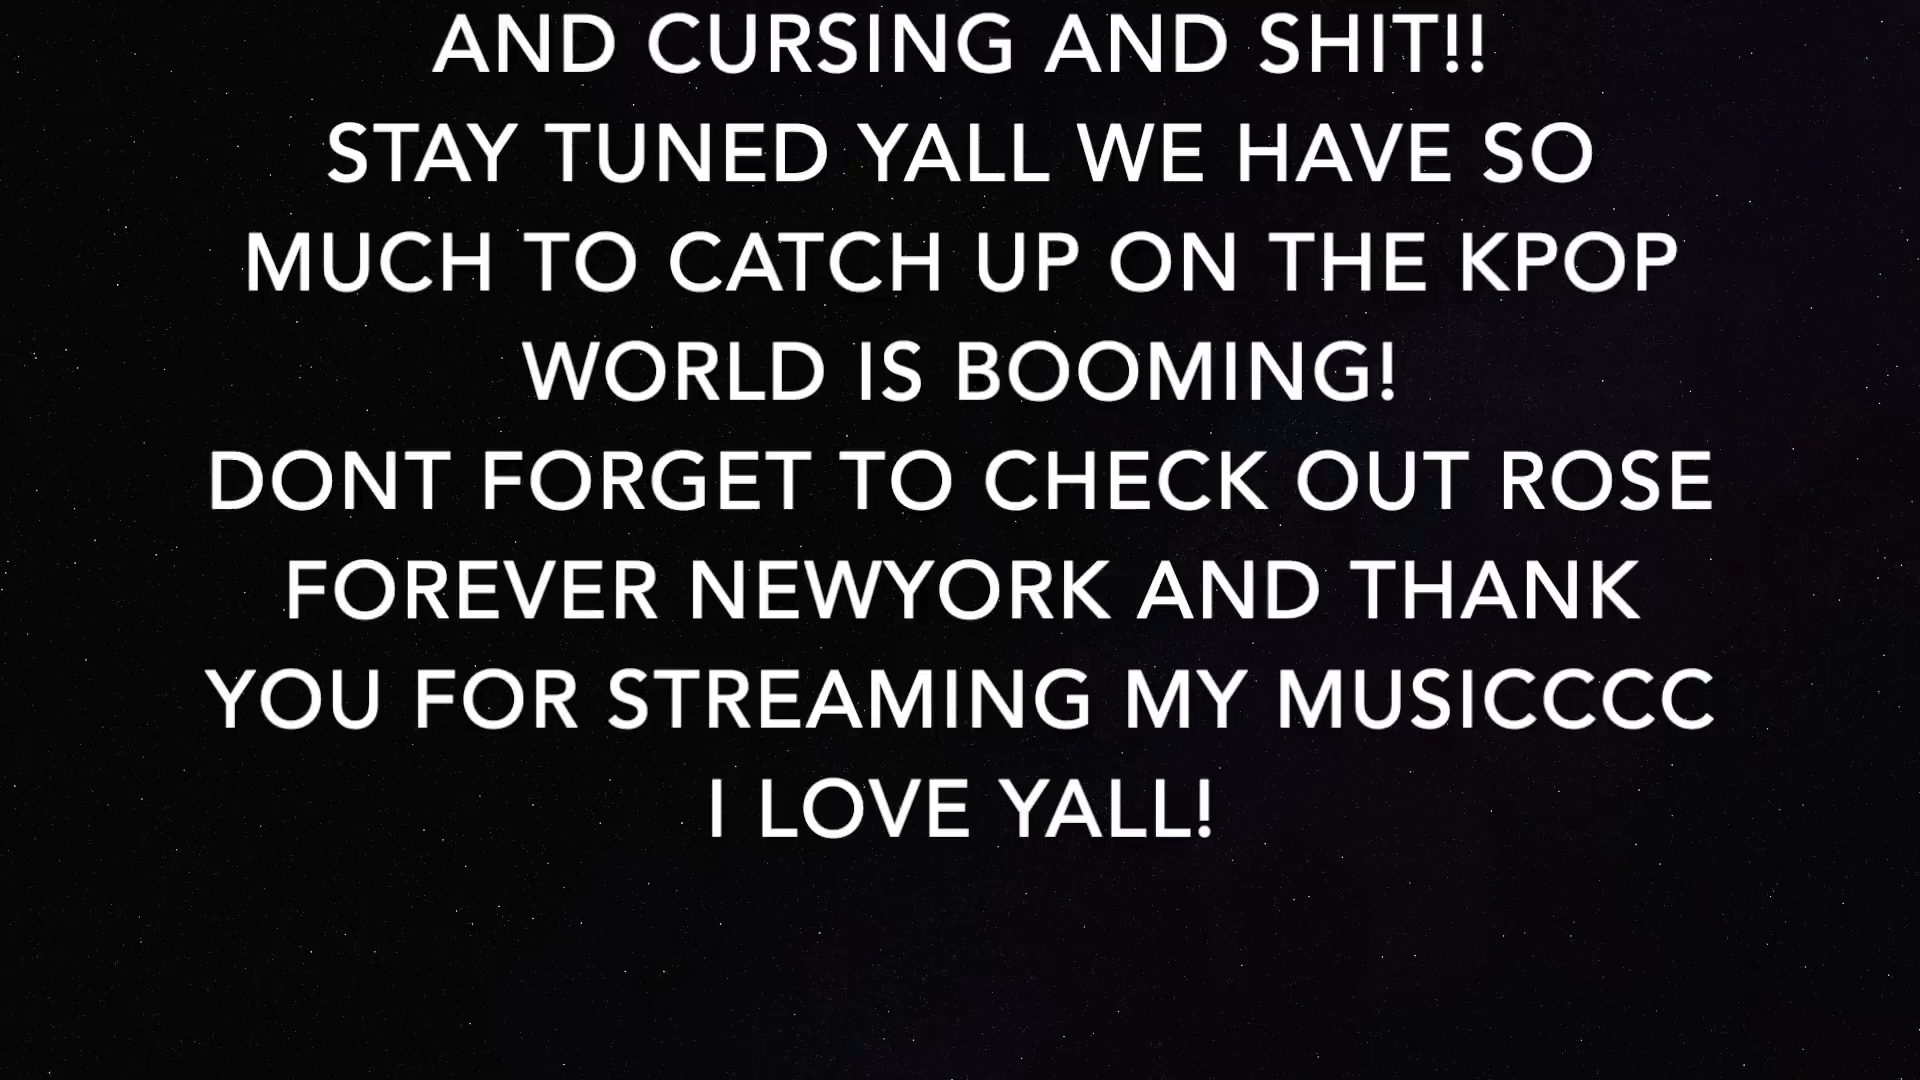 AND CURSING AND SHIT!!
STAY TUNED YALL WE HAVE SO
MUCH TO CATCH UP ON THE KPOP
WORLD IS BOOMING!
DONT FORGET TO CHECK OUT ROSE
FOREVER NEWYORK AND THANK
YOU FOR STREAMING MY MUSICCCC
I LOVE YALL!